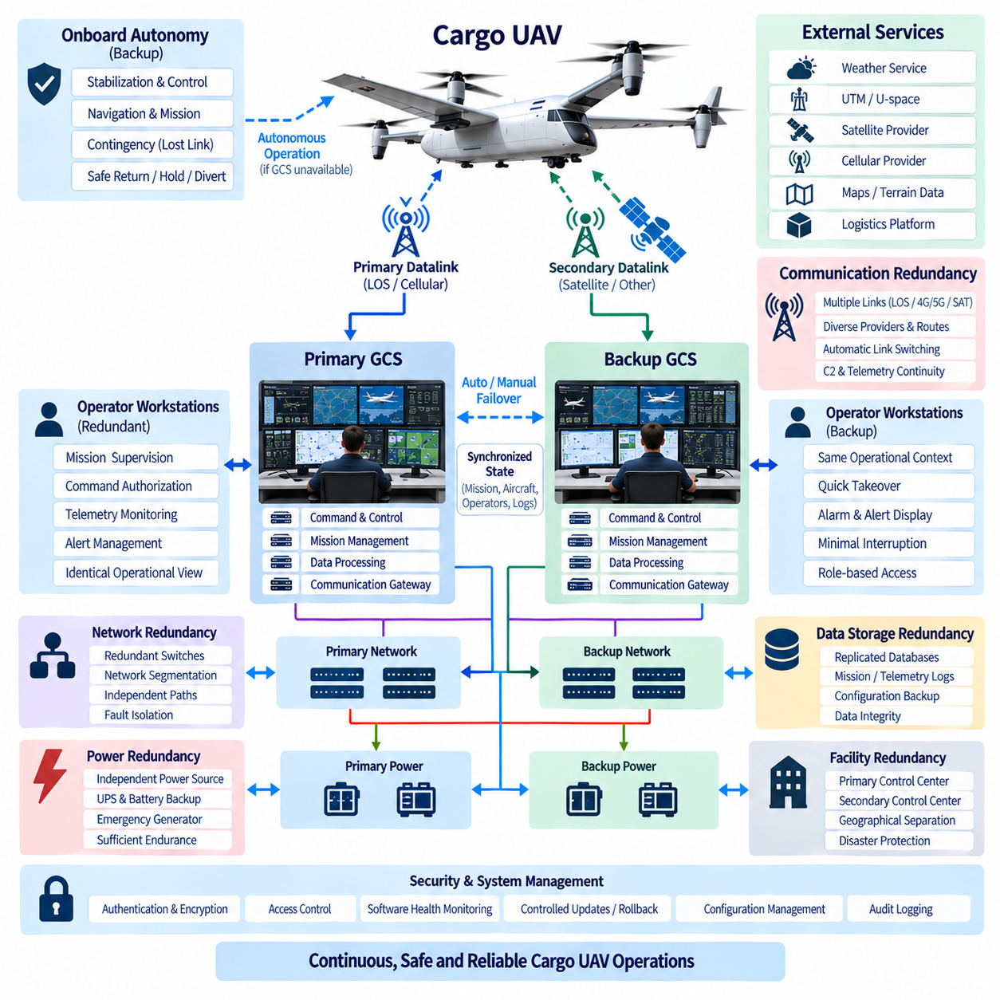 Cargo UAV
Onboard Autonomy
(Backup)
Stabilization & Control
Navigation & Mission
Contingency (Lost Link)
Safe Return / Hold / Divert
Autonomous
Operation
(if GCS unavailable)
External Services
Weather Service
UTM / U-space
Satellite Provider
Cellular Provider
Maps / Terrain Data
Logistics Platform
Primary Datalink
(LOS / Cellular)
Secondary Datalink
(Satellite / Other)
Communication Redundancy
Multiple Links (LOS / 4G/5G / SAT)
Diverse Providers & Routes
Automatic Link Switching
C2 & Telemetry Continuity
Primary GCS
Command & Control
Mission Management
Data Processing
Communication Gateway
Auto / Manual
Failover
Synchronized
State
(Mission, Aircraft,
Operators, Logs)
Backup GCS
Command & Control
Mission Management
Data Processing
Communication Gateway
Operator Workstations
(Redundant)
Mission Supervision
Command Authorization
Telemetry Monitoring
Alert Management
Identical Operational View
Operator Workstations
(Backup)
Same Operational Context
Quick Takeover
Alarm & Alert Display
Minimal Interruption
Role-based Access
Network Redundancy
Redundant Switches
Network Segmentation
Independent Paths
Fault Isolation
Primary Network
Backup Network
Data Storage Redundancy
Replicated Databases
Mission / Telemetry Logs
Configuration Backup
Data Integrity
Power Redundancy
Independent Power Source
UPS & Battery Backup
Emergency Generator
Sufficient Endurance
Primary Power
Backup Power
Facility Redundancy
Primary Control Center
Secondary Control Center
Geographical Separation
Disaster Protection
Security & System Management
Authentication & Encryption
Access Control
Software Health Monitoring
Controlled Updates / Rollback
Configuration Management
Audit Logging
Continuous, Safe and Reliable Cargo UAV Operations